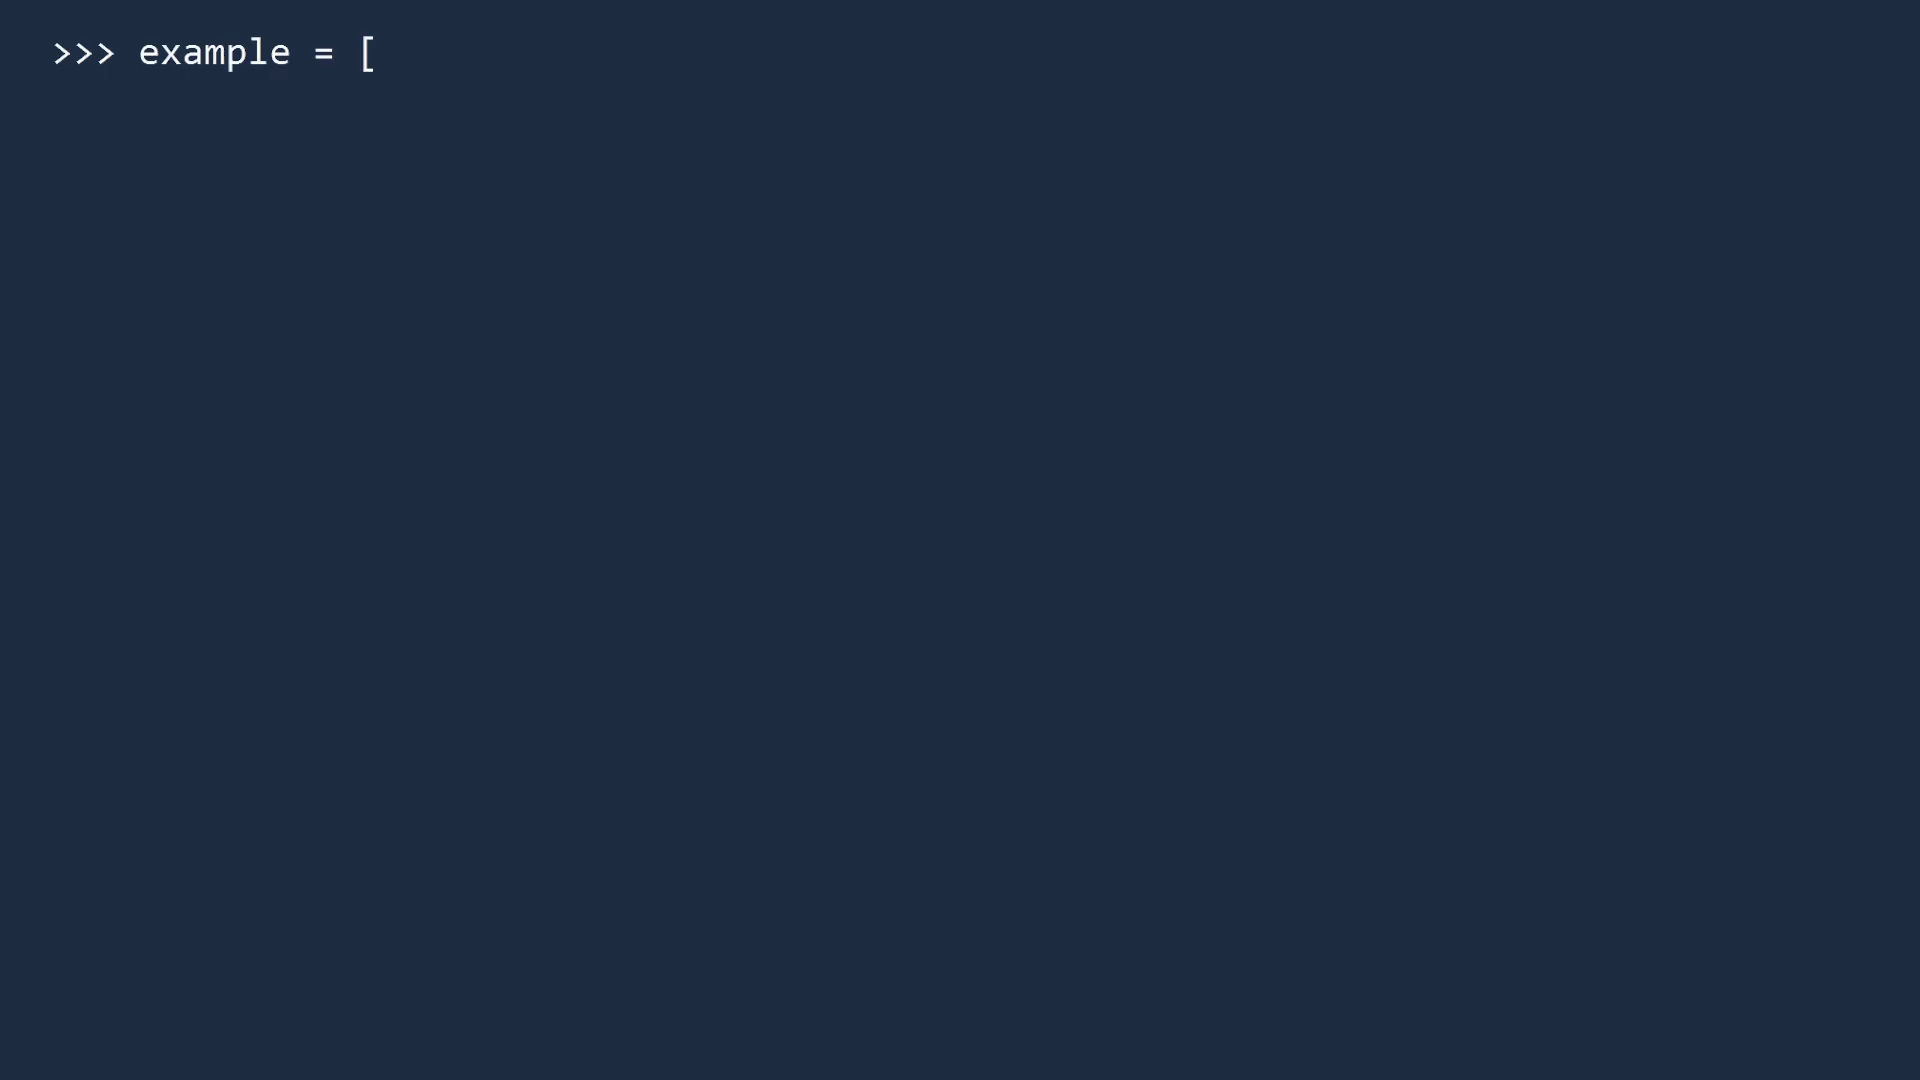 >>> example = [